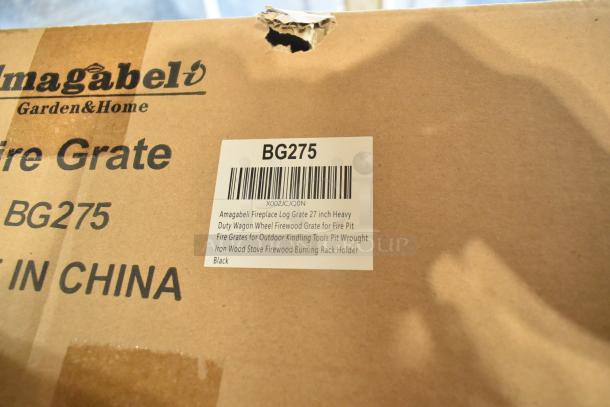 Amagabeli
Garden&Home
ire Grate
BG275
IN CHINA
BG275
Amagabeli Fireplace Log Grate 27 inch Heavy
Duty Wagon Wheel Firewood Grate for Fire Pit
Fire Grates for Outdoor Kindling Tools Pit Wrought
Iron Wood Stove Firewood Burning Rack Holder
Black